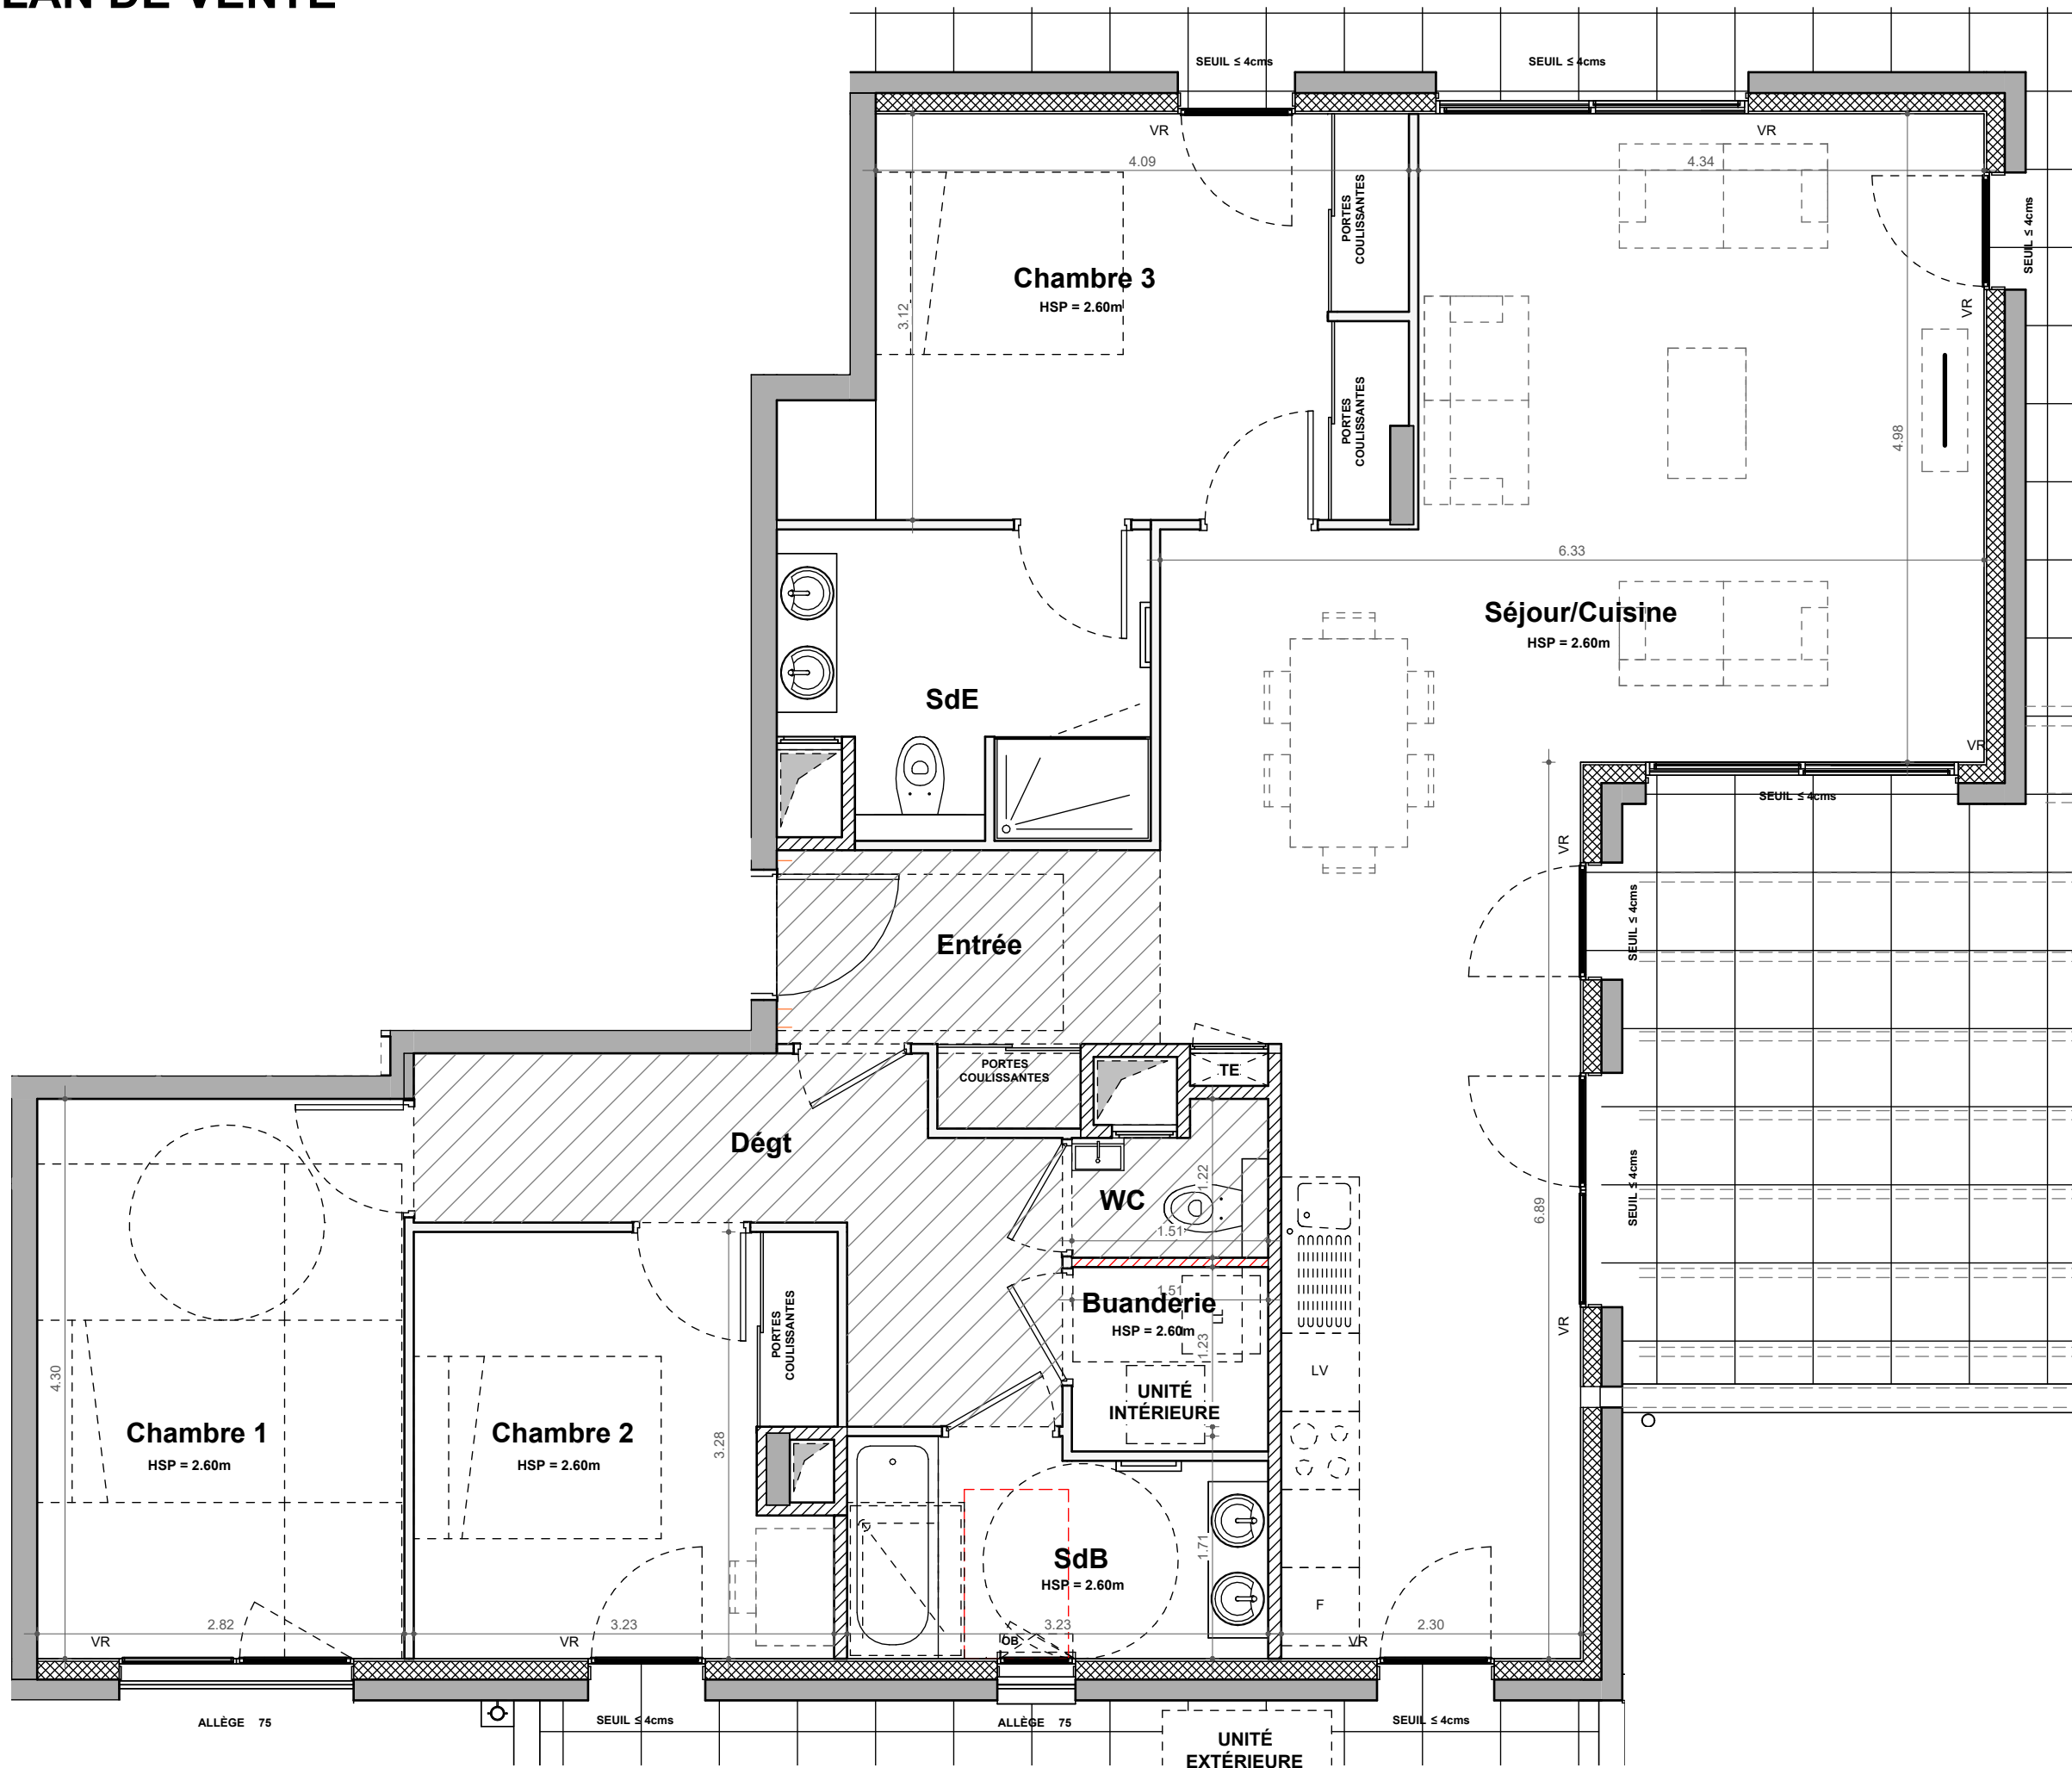 LAN DE VENTE
SEUIL ≤ 4cms
SEUIL ≤ 4cms
VR
VR
4.09
4.34
PORTES
COULISSANTES
SEUIL ≤ 4cms
Chambre 3
HSP = 2.60m
3.12
VR
PORTES
COULISSANTES
4.98
6.33
Séjour/Cuisine
HSP = 2.60m
SdE
VR
SEUIL ≤ 4cms
VR
SEUIL ≤ 4cms
Entrée
PORTES
COULISSANTES
TE
Dégt
WC
1.22
1.51
SEUIL ≤ 4cms
6.89
1.51
Buanderie
HSP = 2.60m
LL
1.23
VR
PORTES
COULISSANTES
LV
UNITÉ
INTÉRIEURE
4.30
Chambre 1
HSP = 2.60m
Chambre 2
HSP = 2.60m
3.28
1.71
SdB
HSP = 2.60m
F
2.82
3.23
3.23
2.30
VR
VR
OB
VR
ALLÈGE 75
SEUIL ≤ 4cms
ALLÈGE 75
SEUIL ≤ 4cms
UNITÉ
EXTÉRIEURE